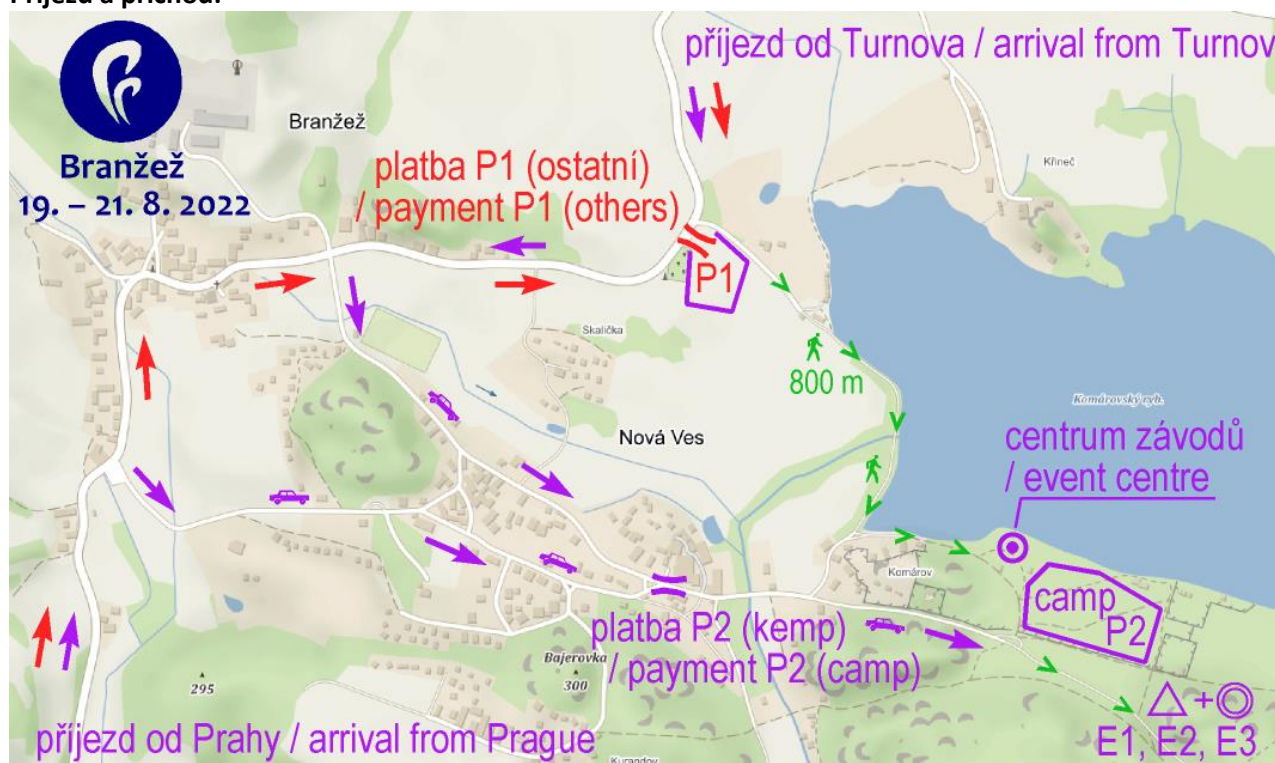 příjezd od Turnova / arrival from Turnov
Branžež
19. – 21. 8. 2022
Branžež
platba P1 (ostatní)
/ payment P1 (others)
P1
Křineč
Skalička
800 m
Komárovský ryb.
Nová Ves
centrum závodů
/ event centre
Komárov
camp
P2
platba P2 (kemp)
/ payment P2 (camp)
Bajerovka
300
295
příjezd od Prahy / arrival from Prague
+
E1, E2, E3